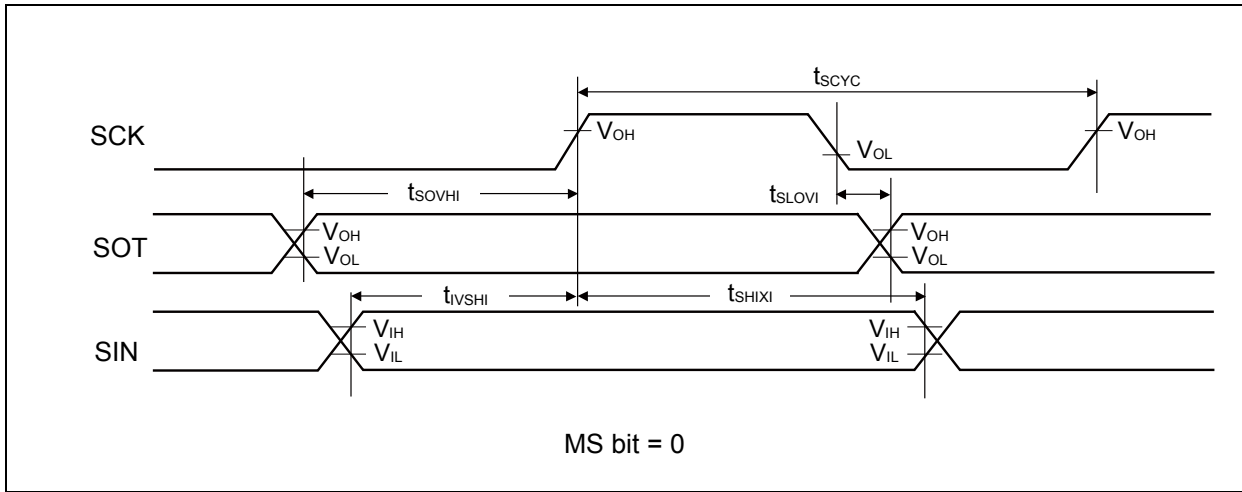 tSCYC
SCK
VOH
VOL
VOH
tSOVHI
tSLOVI
SOT
VOH
VOL
VOH
VOL
tIVSHI
tSHIXI
SIN
VIH
VIL
VIH
VIL
MS bit = 0